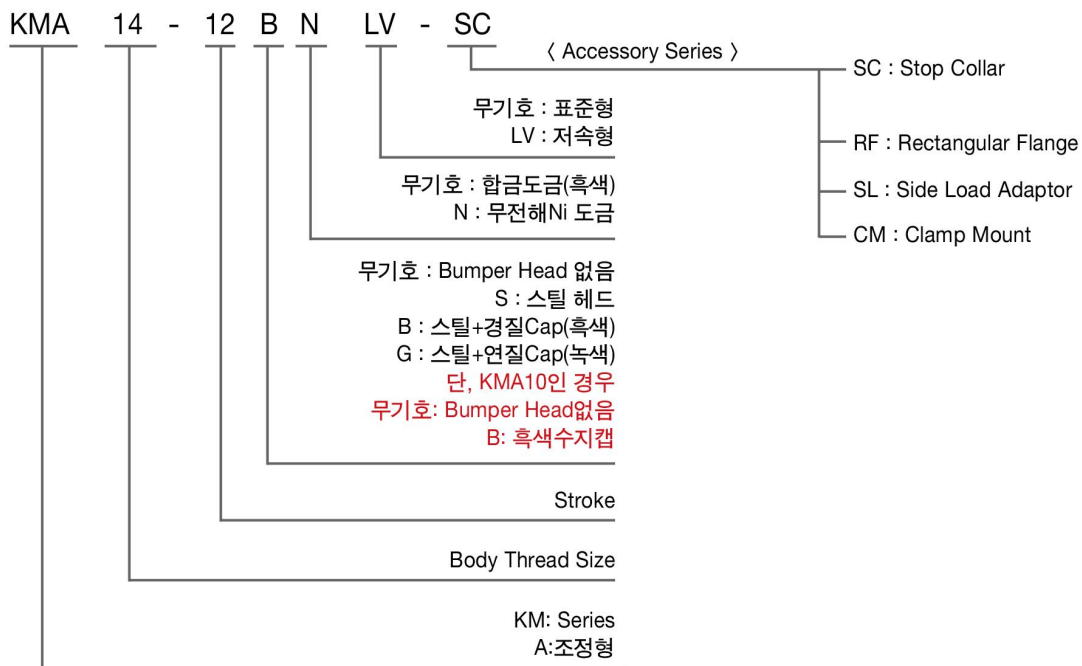 KMA 14 - 12 B N LV - SC
〈 Accessory Series 〉
SC : Stop Collar
RF : Rectangular Flange
SL : Side Load Adaptor
CM : Clamp Mount
무기호 : 표준형
LV : 저속형
무기호 : 합금도금(흑색)
N : 무전해Ni 도금
무기호 : Bumper Head 없음
S : 스틸 헤드
B : 스틸+경질Cap(흑색)
G : 스틸+연질Cap(녹색)
단, KMA10인 경우
무기호: Bumper Head없음
B: 흑색수지캡
Stroke
Body Thread Size
KM: Series
A:조정형